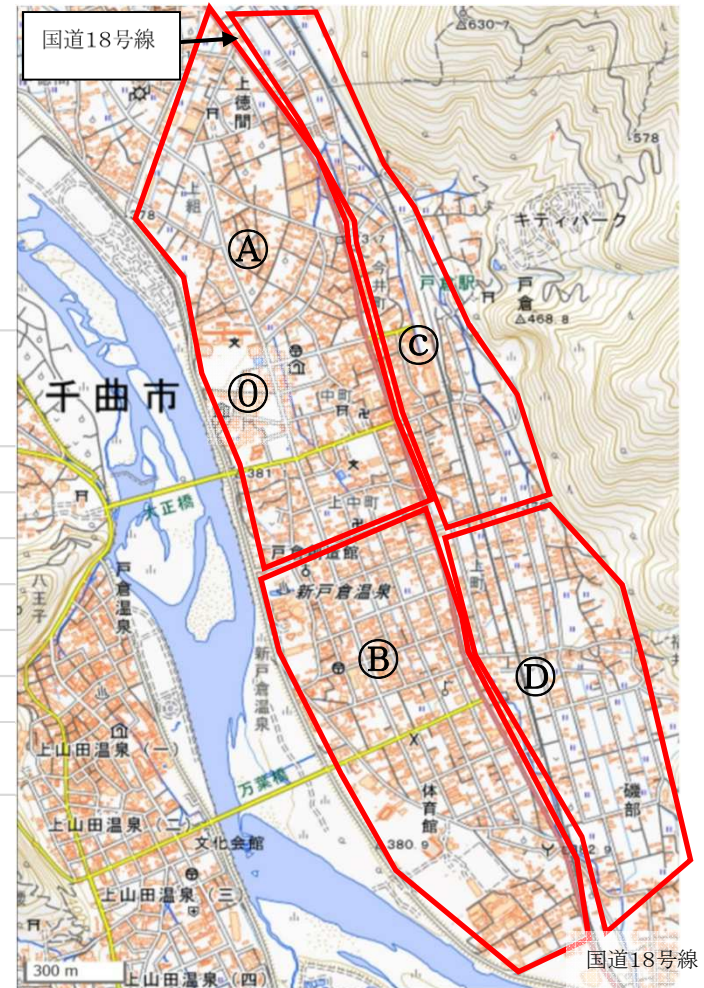 国道18号線
△630.7
上徳間
578
上組
キティパーク
Ⓐ
今井町
戸倉駅
戸倉
△468.8
Ⓒ
千曲市
⓪
中町
381
大正橋
上中町
戸倉
上町
新戸倉温泉
八王子
戸倉温泉
新戸倉温泉
Ⓑ
Ⓓ
上山田温泉(一)
万葉橋
体育館
磯部
上山田温泉(二)
文化会館
380.9
上山田温泉(三)
国道18号線
300 m
上山田温泉(四)